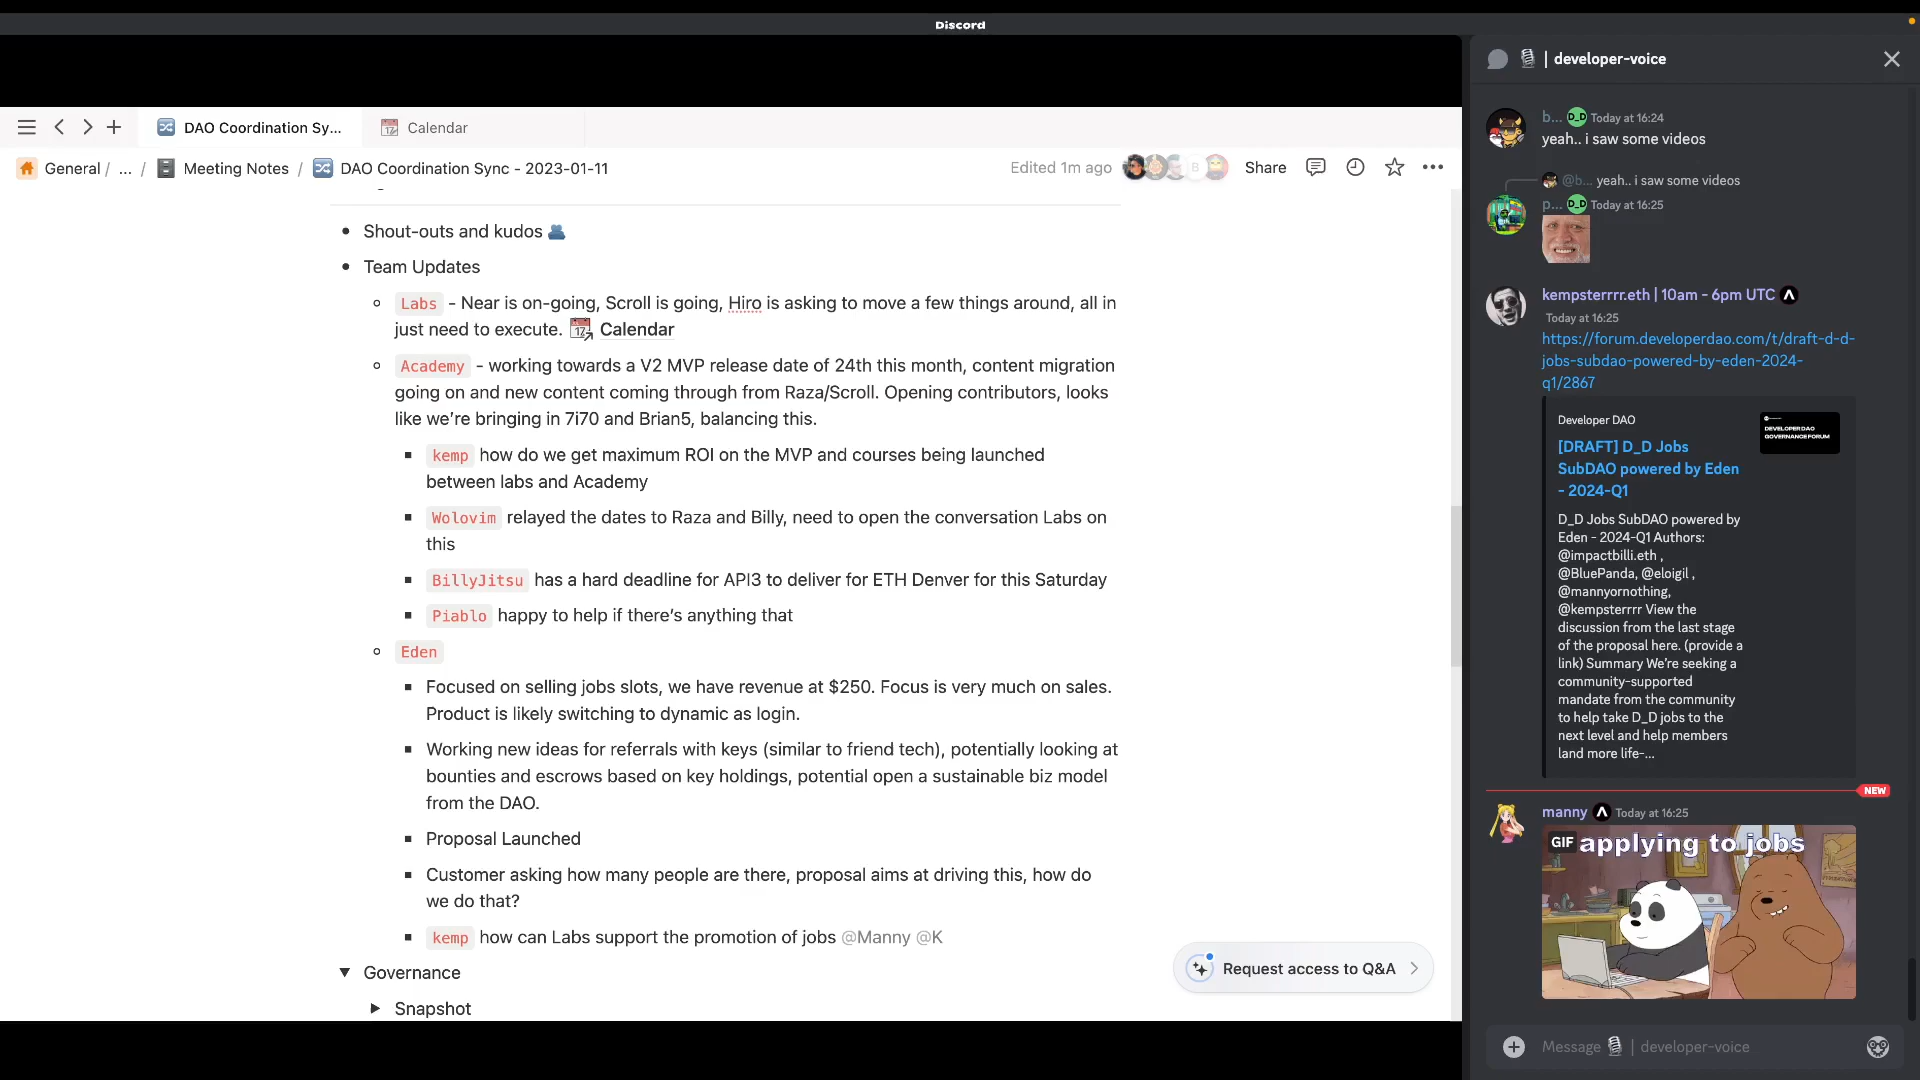 Discord
DAO Coordination Sy...
Calendar
General / ... / Meeting Notes / DAO Coordination Sync - 2023-01-11
Edited 1m ago
B
Share
Shout-outs and kudos
Team Updates
Labs - Near is on-going, Scroll is going, Hiro is asking to move a few things around, all in
just need to execute. Calendar
Academy - working towards a V2 MVP release date of 24th this month, content migration
going on and new content coming through from Raza/Scroll. Opening contributors, looks
like we’re bringing in 7i70 and Brian5, balancing this.
kemp how do we get maximum ROI on the MVP and courses being launched
between labs and Academy
Wolovim relayed the dates to Raza and Billy, need to open the conversation Labs on
this
BillyJitsu has a hard deadline for API3 to deliver for ETH Denver for this Saturday
Piablo happy to help if there’s anything that
Eden
Focused on selling jobs slots, we have revenue at $250. Focus is very much on sales.
Product is likely switching to dynamic as login.
Working new ideas for referrals with keys (similar to friend tech), potentially looking at
bounties and escrows based on key holdings, potential open a sustainable biz model
from the DAO.
Proposal Launched
Customer asking how many people are there, proposal aims at driving this, how do
we do that?
kemp how can Labs support the promotion of jobs @Manny @K
Governance
Snapshot
Request access to Q&A
| developer-voice
b... D_D Today at 16:24
yeah.. i saw some videos
@b... yeah.. i saw some videos
p... D_D Today at 16:25
kempsterrrr.eth | 10am - 6pm UTC
Today at 16:25
https://forum.developerdao.com/t/draft-d-d-
jobs-subdao-powered-by-eden-2024-
q1/2867
Developer DAO
[DRAFT] D_D Jobs
SubDAO powered by Eden
- 2024-Q1
DEVELOPER DAO
GOVERNANCE FORUM
D_D Jobs SubDAO powered by
Eden - 2024-Q1 Authors:
@impactbilli.eth ,
@BluePanda, @eloigil ,
@mannyornothing,
@kempsterrrr View the
discussion from the last stage
of the proposal here. (provide a
link) Summary We’re seeking a
community-supported
mandate from the community
to help take D_D jobs to the
next level and help members
land more life-...
NEW
manny Today at 16:25
GIF
applying to jobs
Message | developer-voice